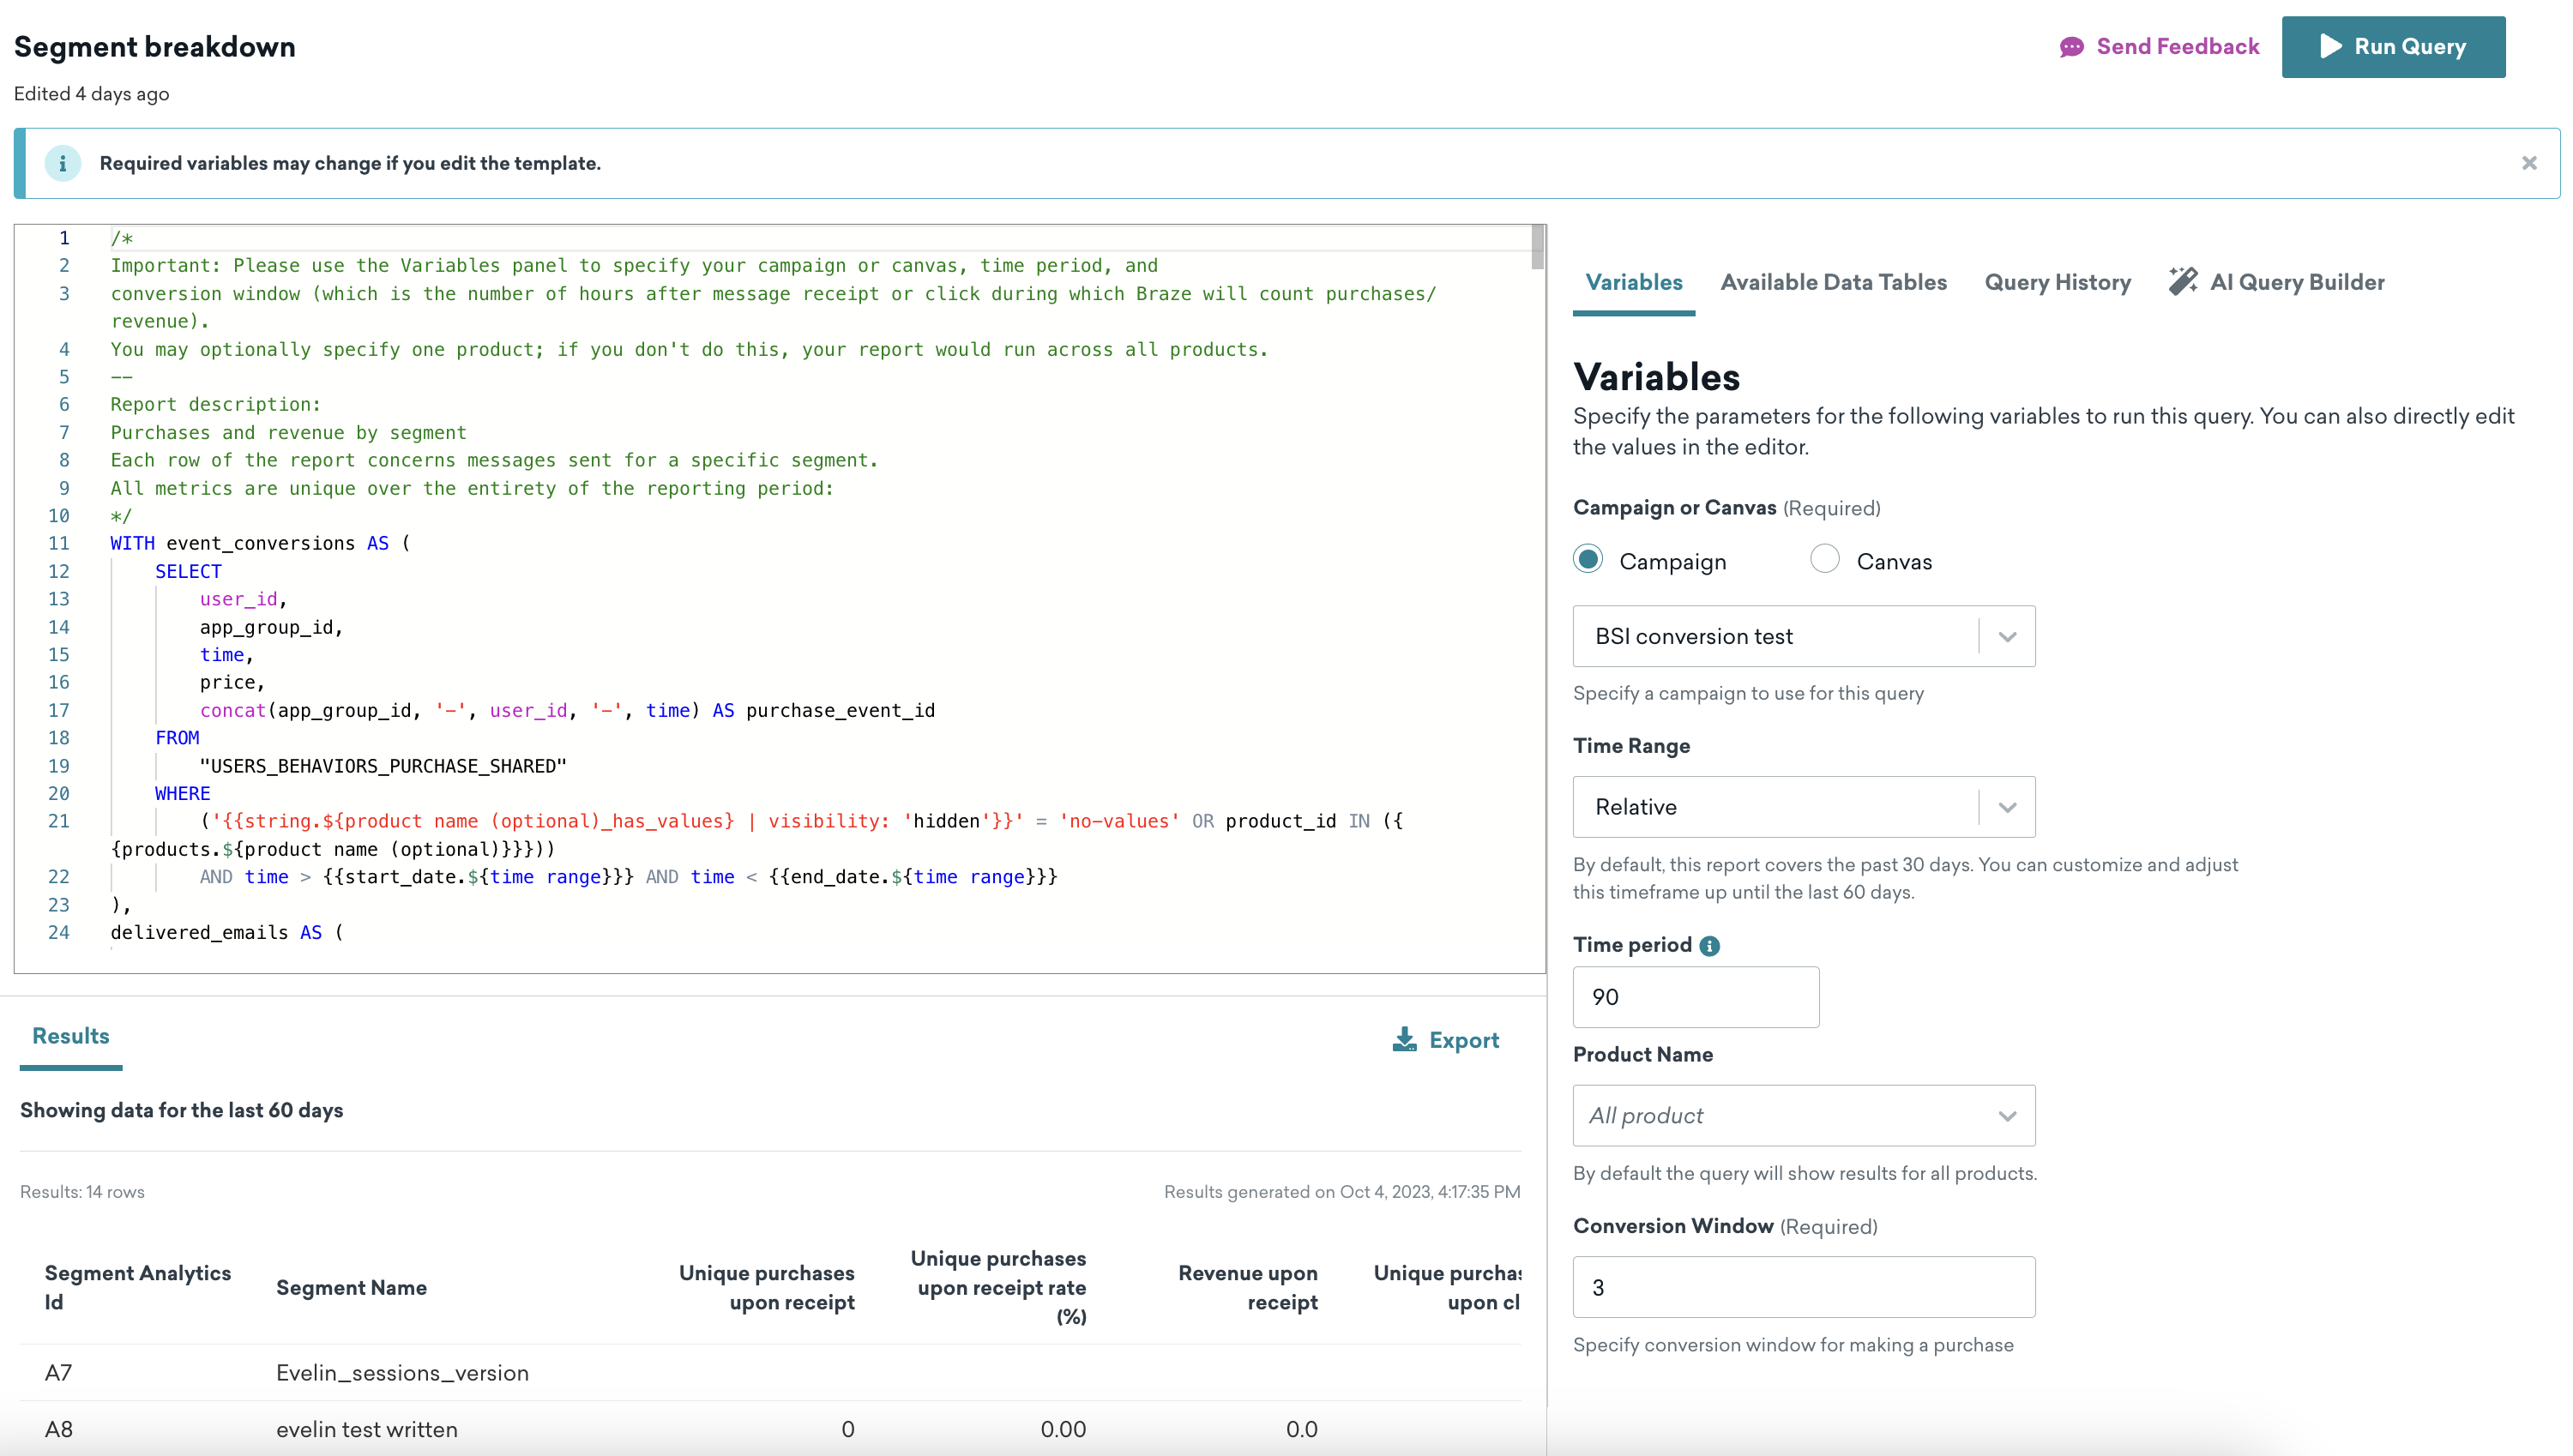 Segment breakdown
Send Feedback
Run Query
Edited 4 days ago
Required variables may change if you edit the template.
1 /*
2 Important: Please use the Variables panel to specify your campaign or canvas, time period, and
3 conversion window (which is the number of hours after message receipt or click during which Braze will count purchases/
revenue).
4 You may optionally specify one product; if you don't do this, your report would run across all products.
5 --
6 Report description:
7 Purchases and revenue by segment
8 Each row of the report concerns messages sent for a specific segment.
9 All metrics are unique over the entirety of the reporting period:
10 */
11 WITH event_conversions AS (
12 SELECT
13 user_id,
14 app_group_id,
15 time,
16 price,
17 concat(app_group_id, '-', user_id, '-', time) AS purchase_event_id
18 FROM
19 "USERS_BEHAVIORS_PURCHASE_SHARED"
20 WHERE
21 ('{{string.${product name (optional)_has_values} | visibility: 'hidden'}}' = 'no-values' OR product_id IN ({
{products.${product name (optional)}}}))
22 AND time > {{start_date.${time range}}} AND time < {{end_date.${time range}}}
23 ),
24 delivered_emails AS (
Results
Export
Showing data for the last 60 days
Results: 14 rows
Results generated on Oct 4, 2023, 4:17:35 PM
Segment Analytics
Id
Segment Name
Unique purchases
upon receipt
Unique purchases
upon receipt rate
(%)
Revenue upon
receipt
Unique purchas
upon cl
A7 Evelin_sessions_version
A8 evelin test written 0 0.00 0.0
Variables
Available Data Tables
Query History
AI Query Builder
Variables
Specify the parameters for the following variables to run this query. You can also directly edit
the values in the editor.
Campaign or Canvas (Required)
Campaign
Canvas
BSI conversion test
Specify a campaign to use for this query
Time Range
Relative
By default, this report covers the past 30 days. You can customize and adjust
this timeframe up until the last 60 days.
Time period
90
Product Name
All product
By default the query will show results for all products.
Conversion Window (Required)
3
Specify conversion window for making a purchase